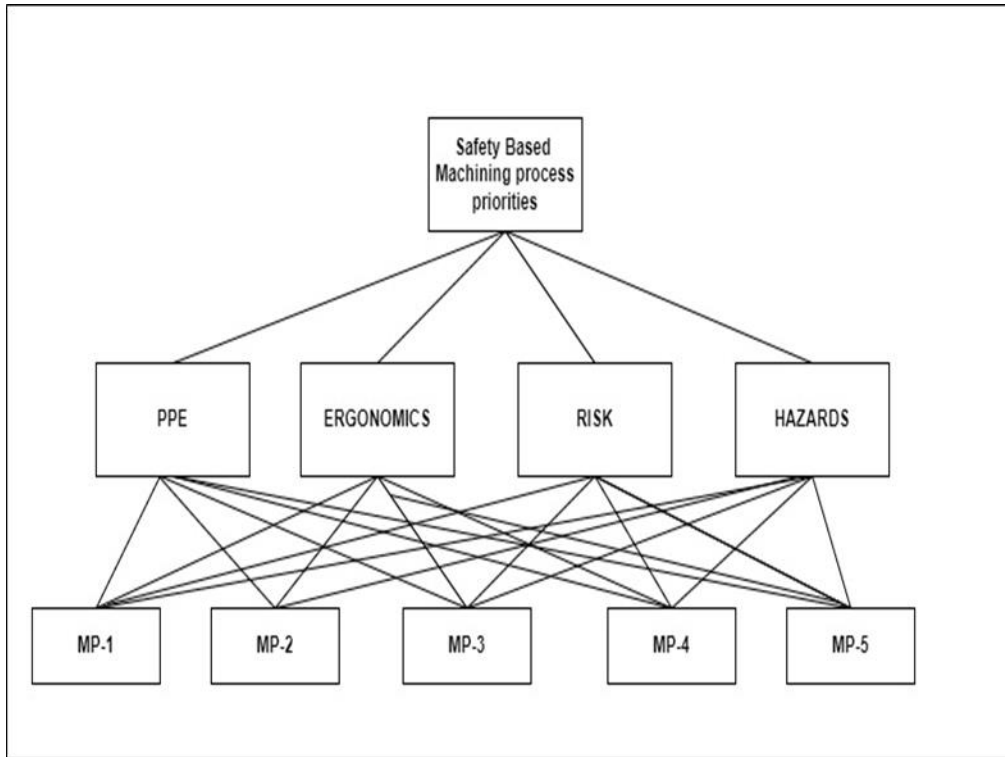 Safety Based
Machining process
priorities
PPE
ERGONOMICS
RISK
HAZARDS
MP-1
MP-2
MP-3
MP-4
MP-5